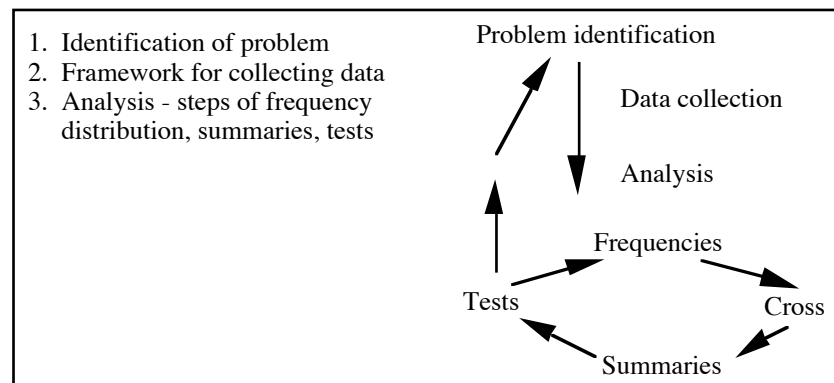 1. Identification of problem
2. Framework for collecting data
3. Analysis - steps of frequency
distribution, summaries, tests
Problem identification
Data collection
Analysis
Frequencies
Tests
Cross
Summaries